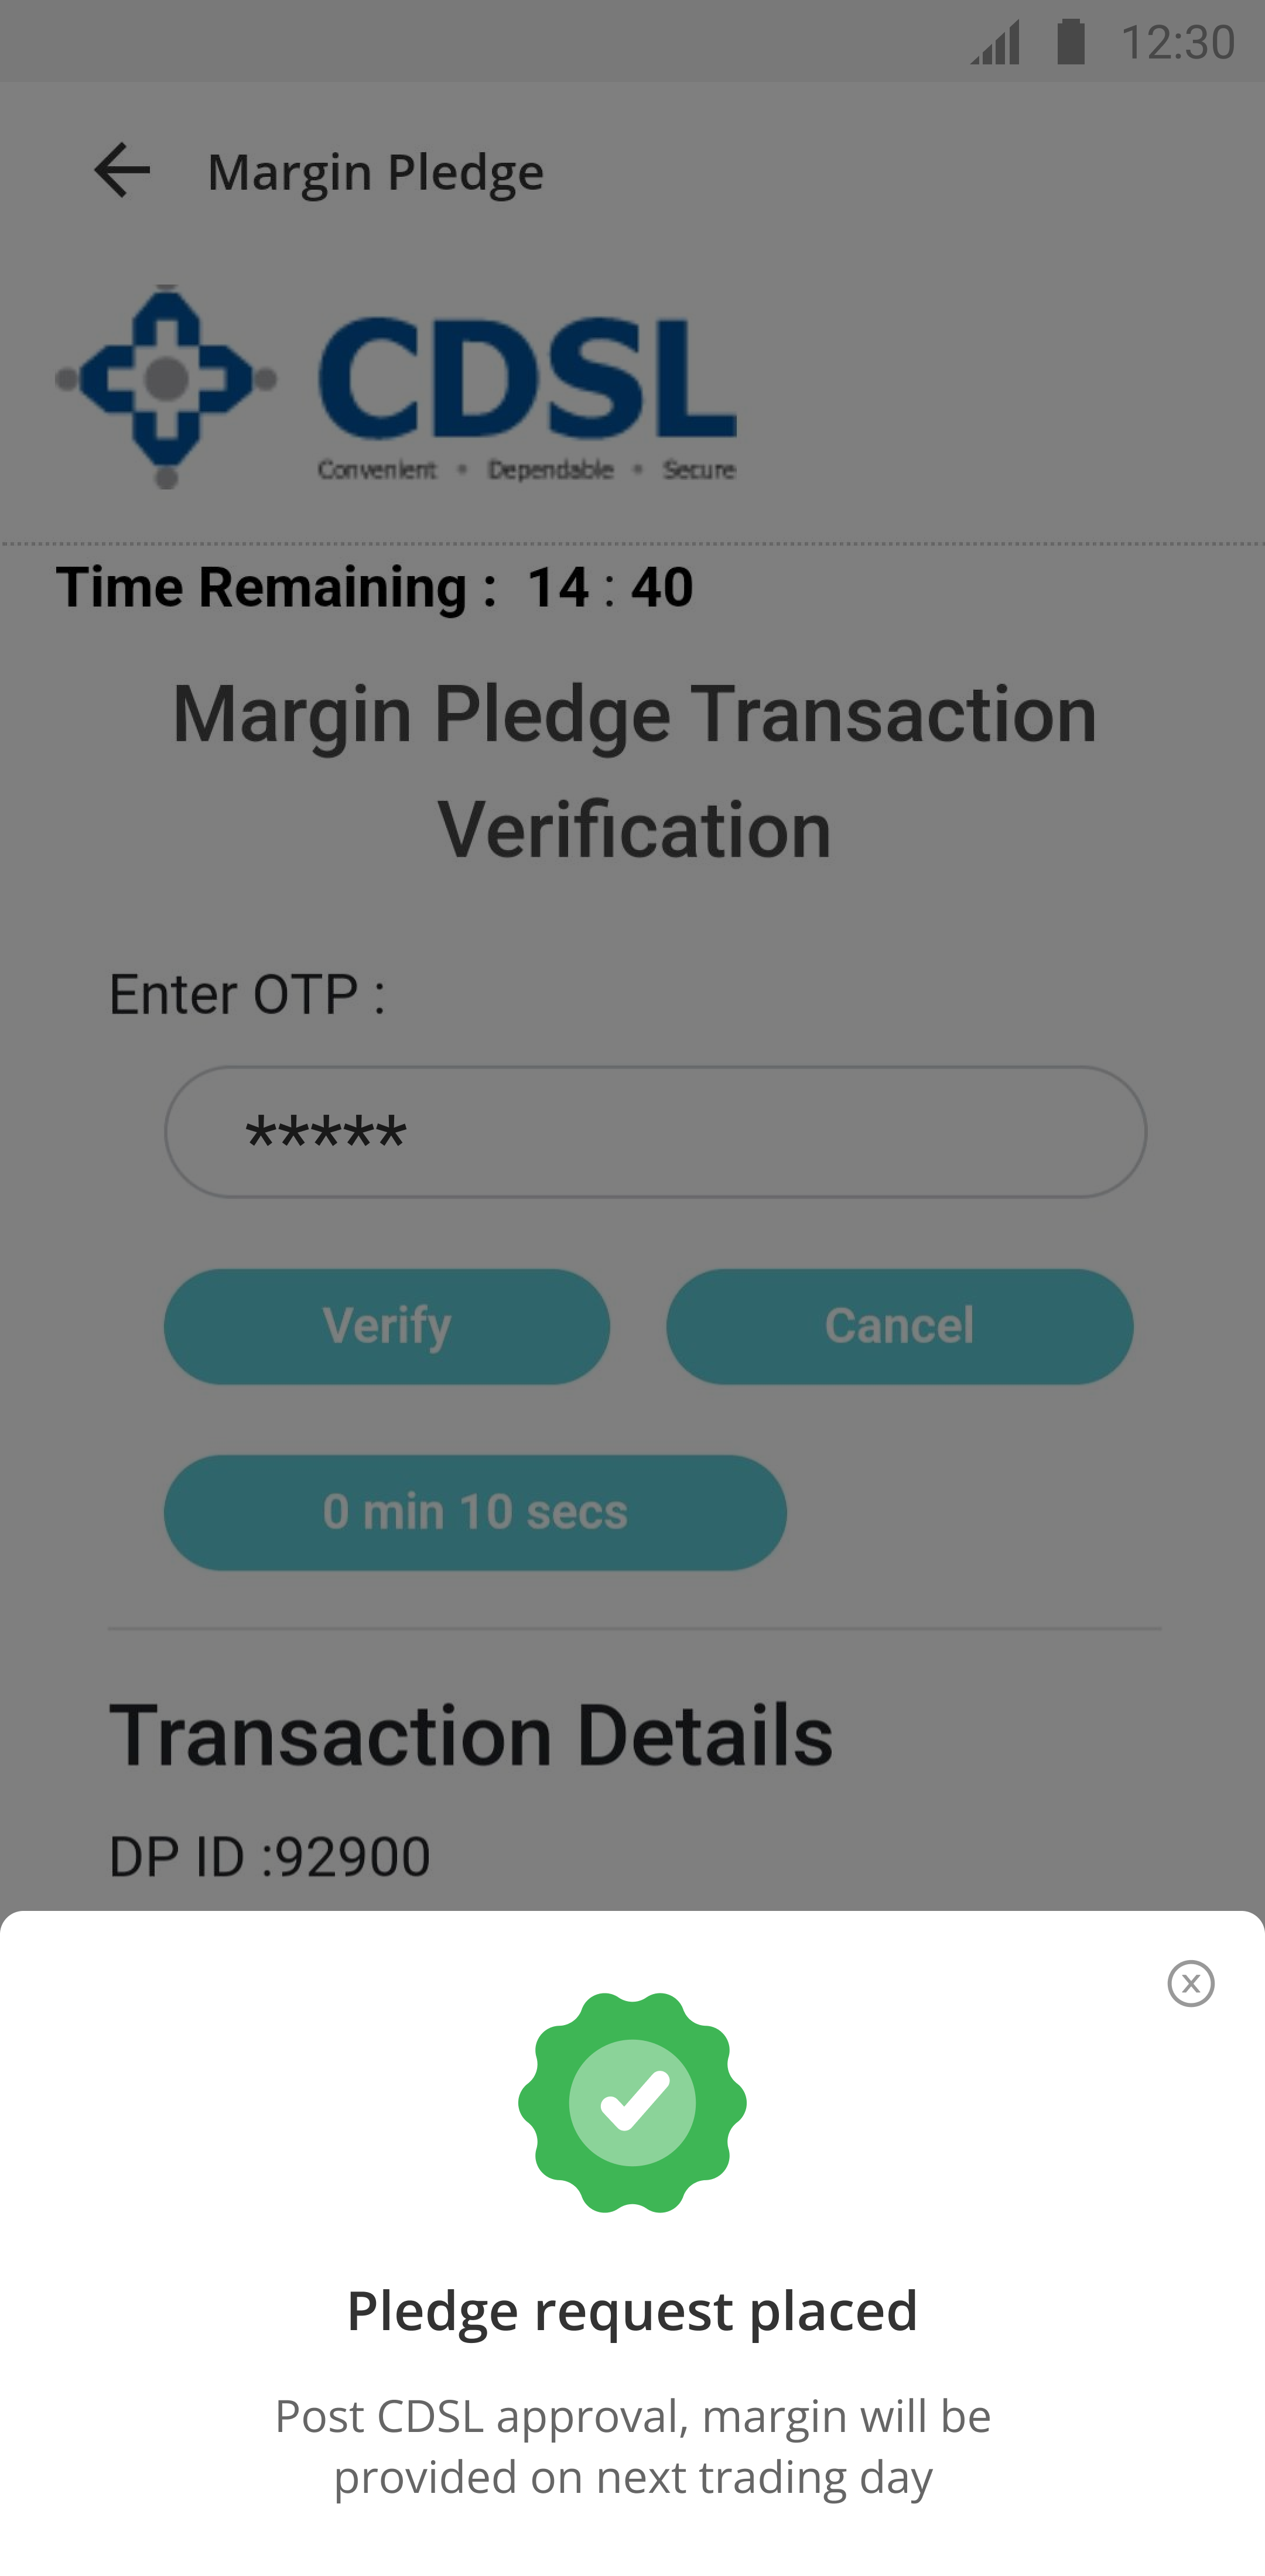 12:30
Margin Pledge
CDSL
Convenient • Dependable • Secure
Time Remaining : 14 : 40
Margin Pledge Transaction
Verification
Enter OTP :
*****
Verify Cancel
0 min 10 secs
Transaction Details
DP ID :92900
Pledge request placed
Post CDSL approval, margin will be
provided on next trading day